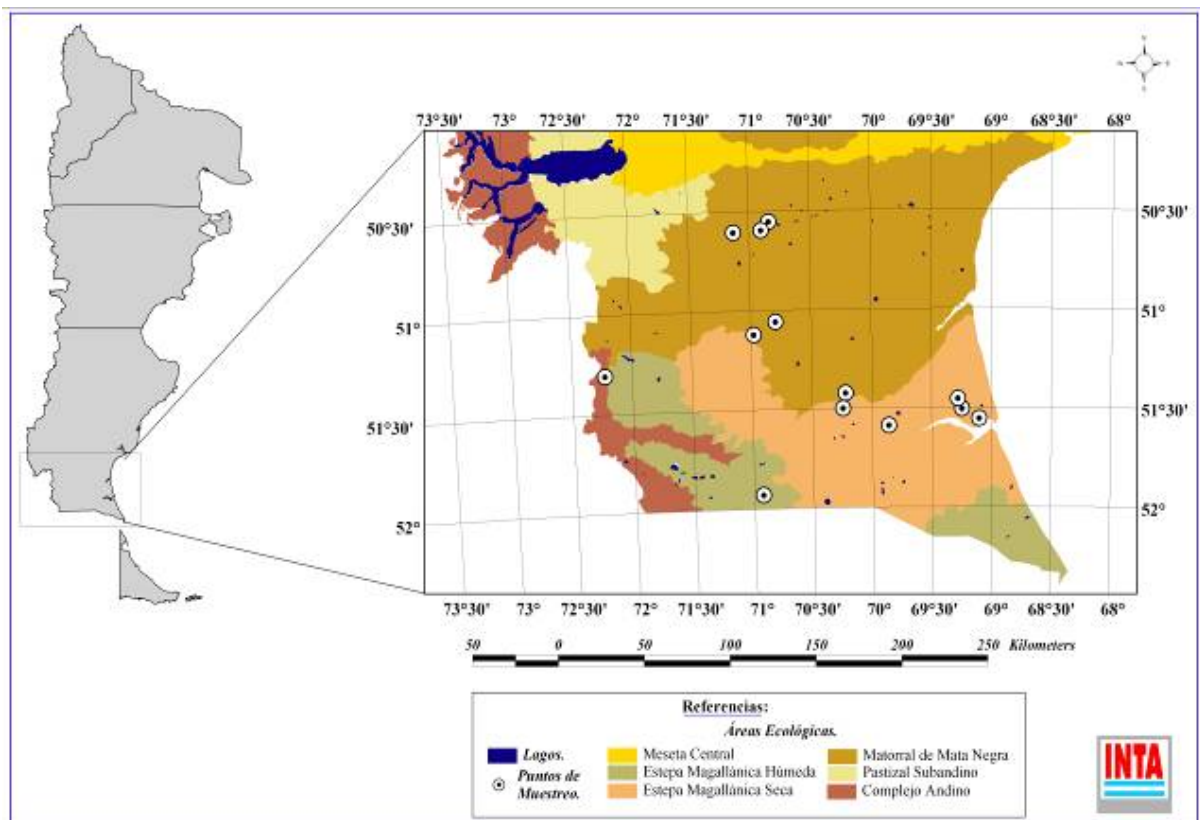 73°30' 73° 72°30' 72° 71°30' 71° 70°30' 70° 69°30' 69° 68°30' 68°
50°30' 50°30'
51° 51°
51°30' 51°30'
52° 52°
73°30' 73° 72°30' 72° 71°30' 71° 70°30' 70° 69°30' 69° 68°30' 68°
50 0 50 100 150 200 250 Kilometers
Referencias:
Áreas Ecológicas.
Lagos.
Puntos de
Muestreo.
Meseta Central
Estepa Magallánica Húmeda
Estepa Magallánica Seca
Matorral de Mata Negra
Pastizal Subandino
Complejo Andino
INTA